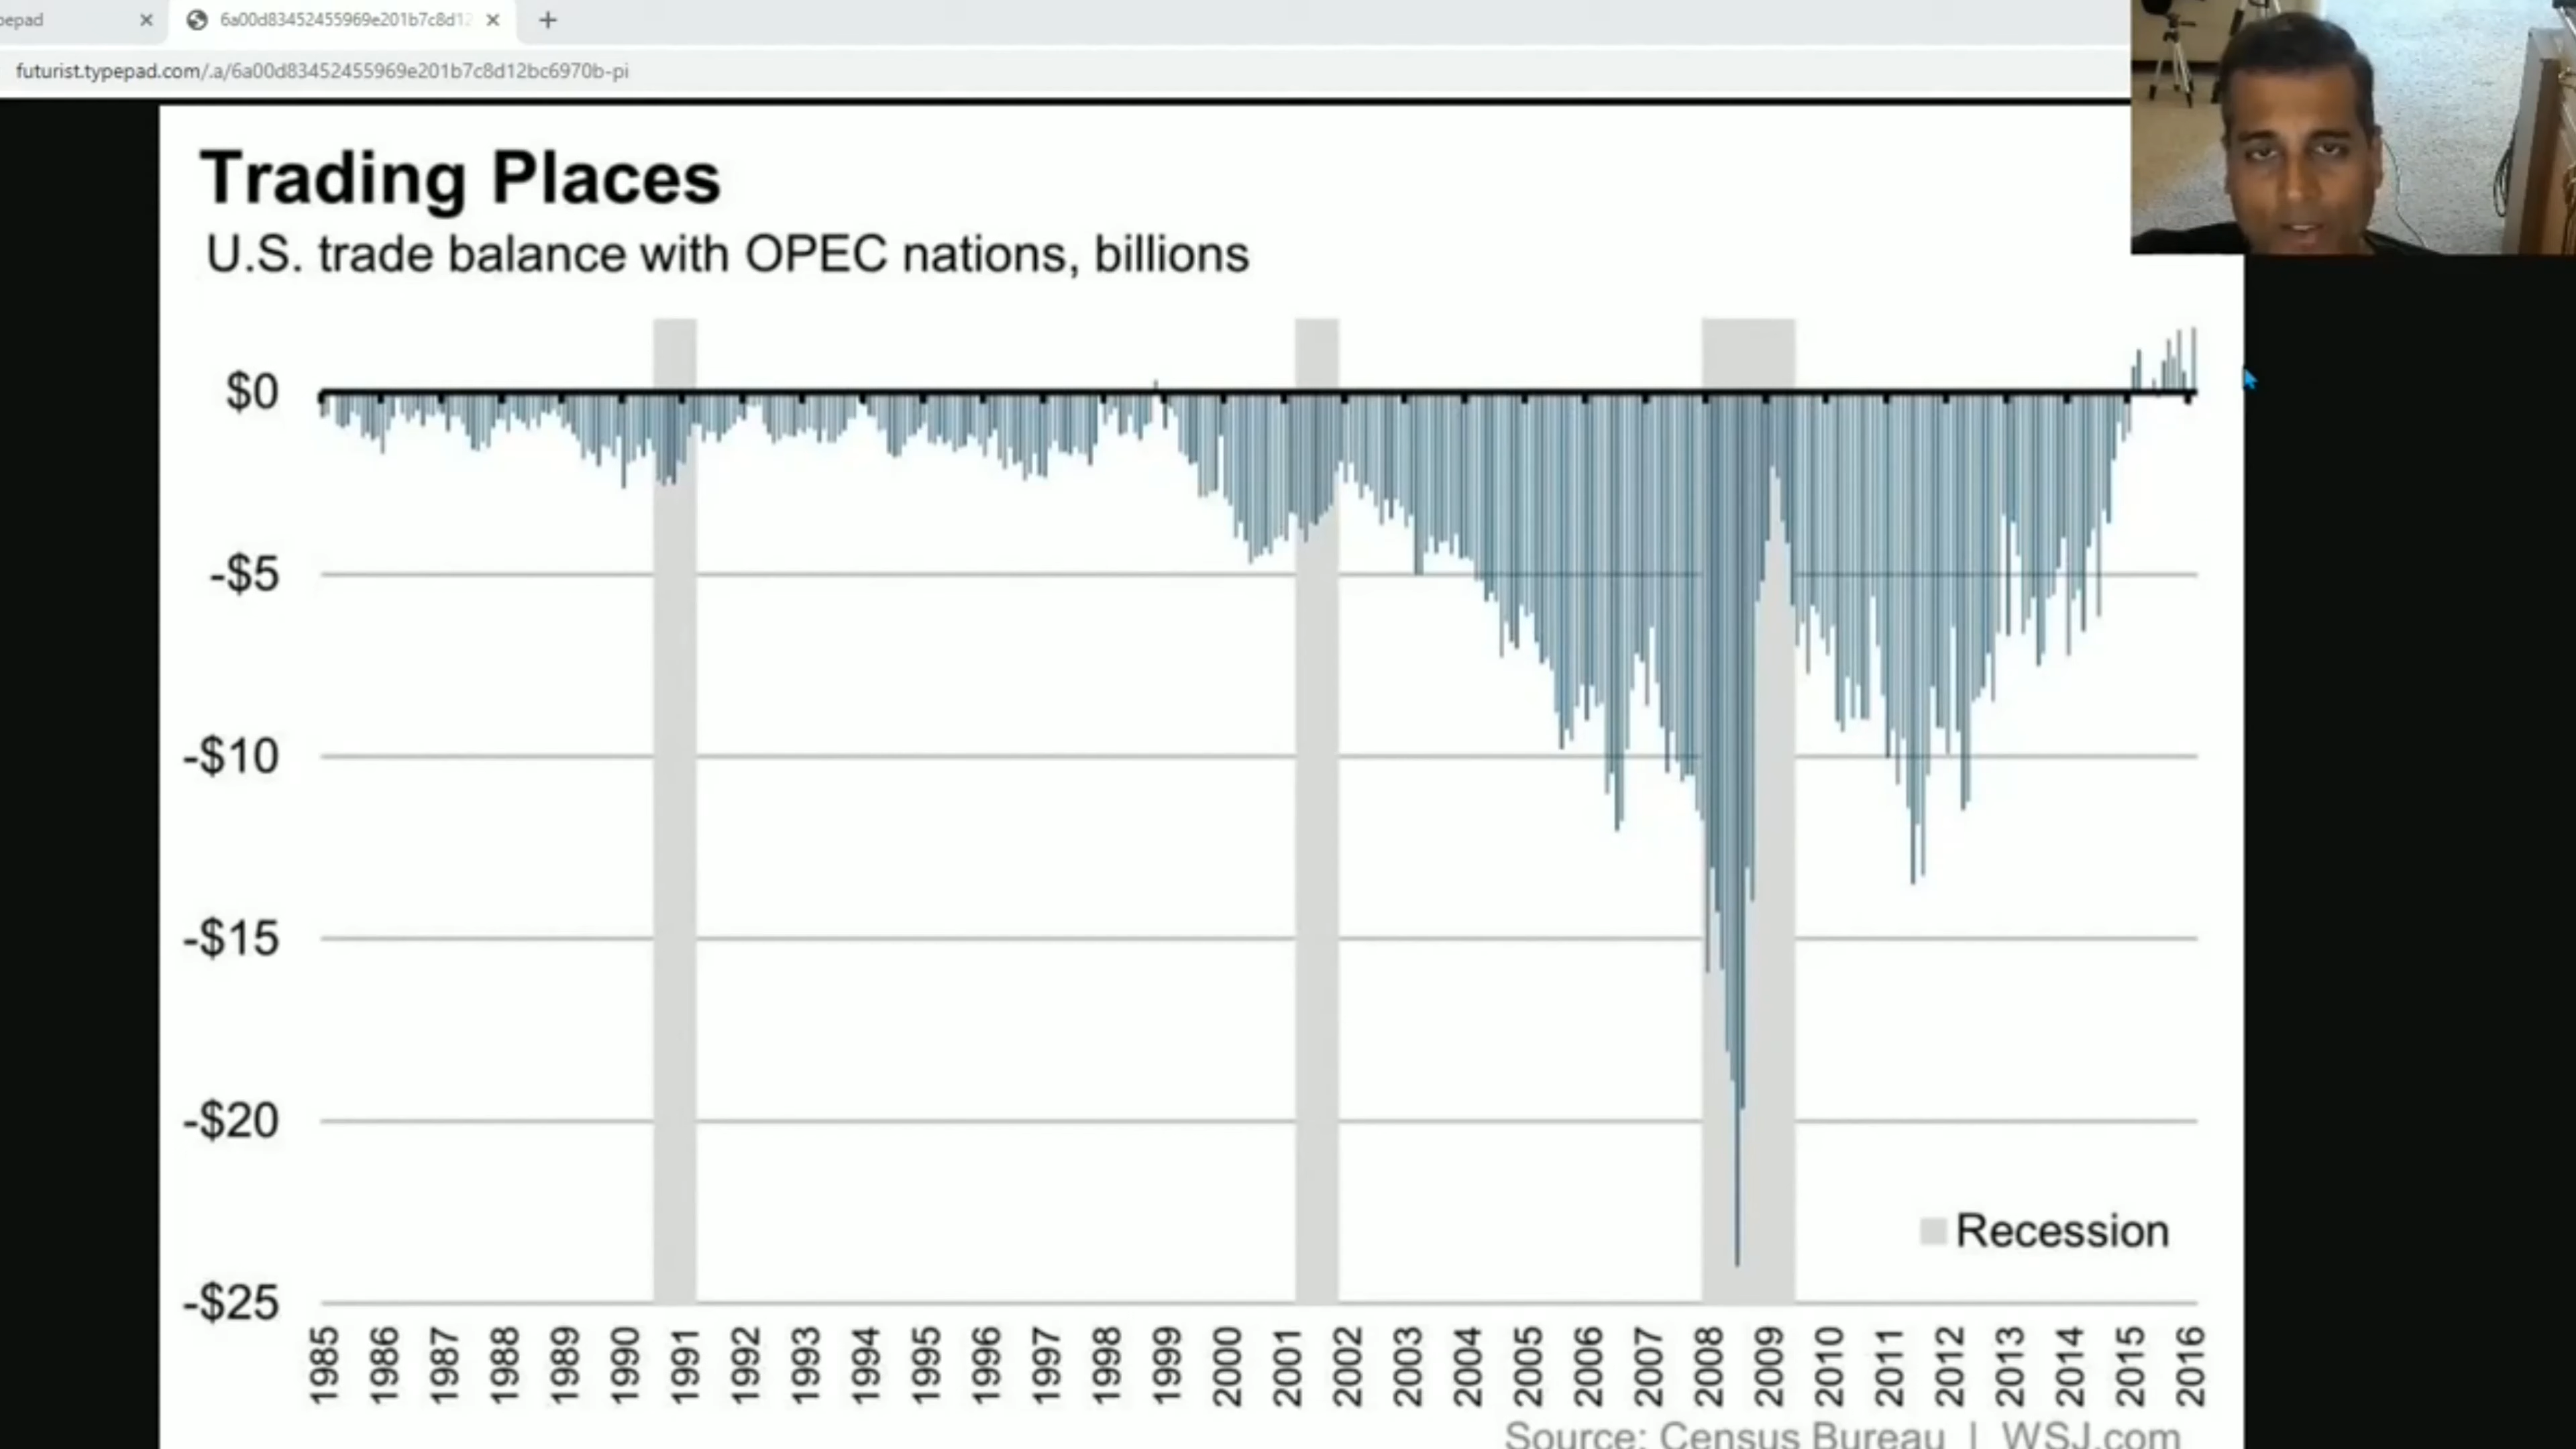 pepad
6a00d83452455969e201b7c8d12
futurist.typepad.com/.a/6a00d83452455969e201b7c8d12bc6970b-pi
Trading Places
U.S. trade balance with OPEC nations, billions
$0
-$5
-$10
-$15
-$20
-$25
Recession
1985 1986 1987 1988 1989 1990 1991 1992 1993 1994 1995 1996 1997 1998 1999 2000 2001 2002 2003 2004 2005 2006 2007 2008 2009 2010 2011 2012 2013 2014 2015 2016
Source: Census Bureau | WSJ.com